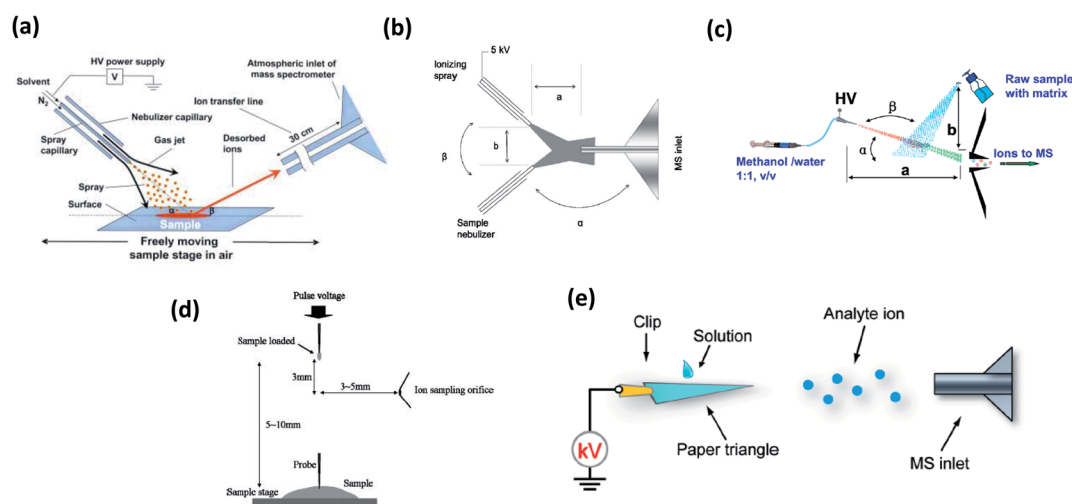 (a)
HV power supply
V
Solvent
N2
Nebulizer capillary
Spray
capillary
Gas jet
Spray
Surface
α
β
Sample
Freely moving
sample stage in air
Atmospheric inlet of
mass spectrometer
Ion transfer line
30 cm
Desorbed
ions
(b)
5 kV
Ionizing
spray
a
b
β
α
Sample
nebulizer
MS inlet
(c)
HV
β
α
b
a
Raw sample
with matrix
Methanol /water
1:1, v/v
Ions to MS
(d)
Pulse voltage
Sample loaded
3mm
3~5mm
Ion sampling orifice
5~10mm
Probe
Sample
Sample stage
(e)
Clip
Solution
Analyte ion
kV
Paper triangle
MS inlet